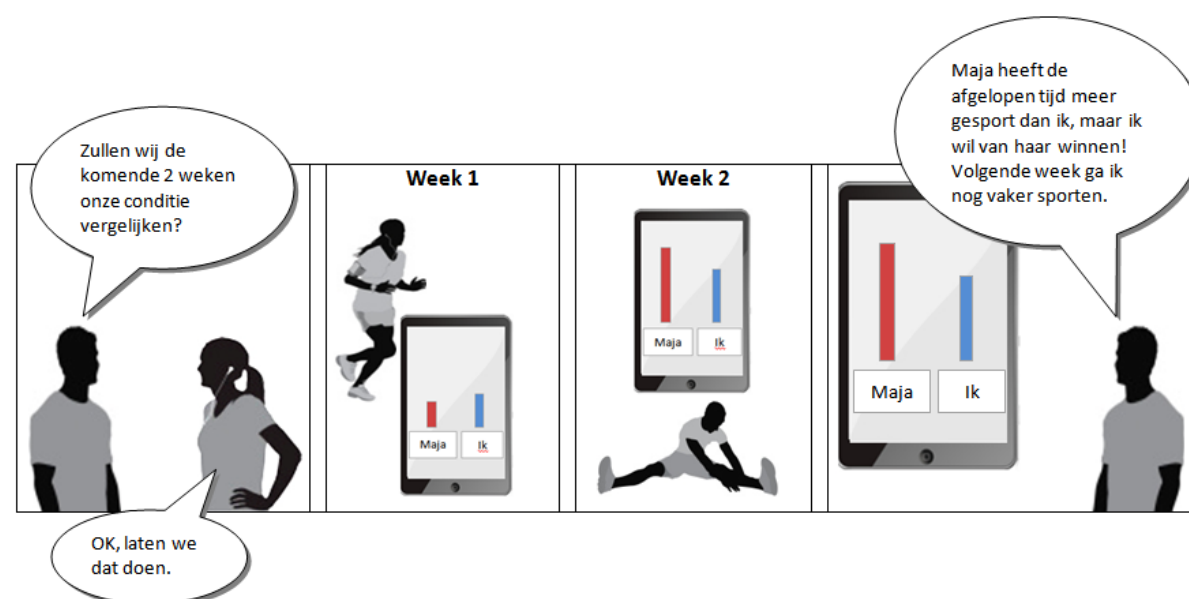 Zullen wij de
komende 2 weken
onze conditie
vergelijken?
OK, laten we
dat doen.
Week 1
Maja
Ik
Week 2
Maja
Ik
Maja heeft de
afgelopen tijd meer
gesport dan ik, maar ik
wil van haar winnen!
Volgende week ga ik
nog vaker sporten.
Maja
Ik